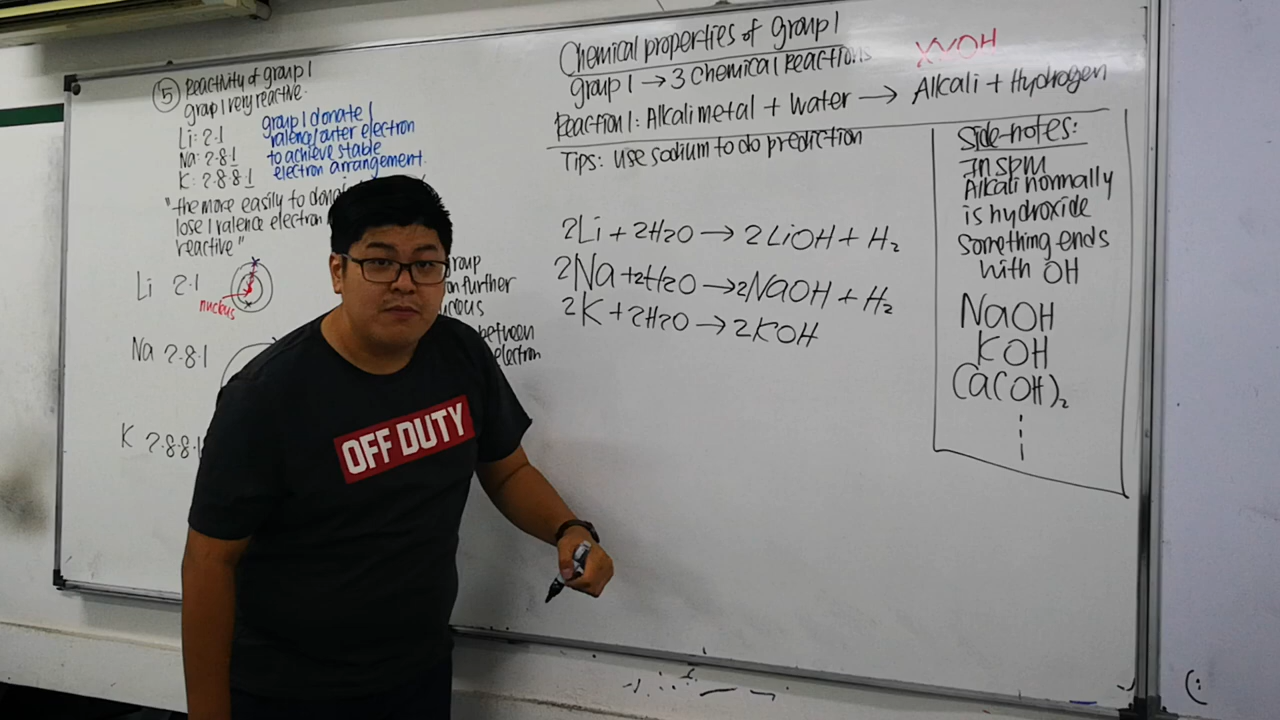 5 Reactivity of group 1
group 1 very reactive.
Li: 2·1
Na: 2·8·1
K: 2·8·8·1
group 1 donate 1
valence/outer electron
to achieve stable
electron arrangement.
"the more easily to
lose 1 valence electron
reactive"
Li 2·1
nucleus
Na 2·8·1
K 2·8·8·1
further
between
electron
OFF DUTY
Chemical properties of group 1
group 1 → 3 Chemical reactions
XYOH
Reaction 1: Alkali metal + water → Alkali + Hydrogen
Tips: use sodium to do prediction
2Li + 2H2O → 2LiOH + H2
2Na + 2H2O → 2NaOH + H2
2K + 2H2O → 2KOH
Side-notes:
In spm
Alkali normally
is hydroxide
something ends
with OH
NaOH
KOH
Ca(OH)2